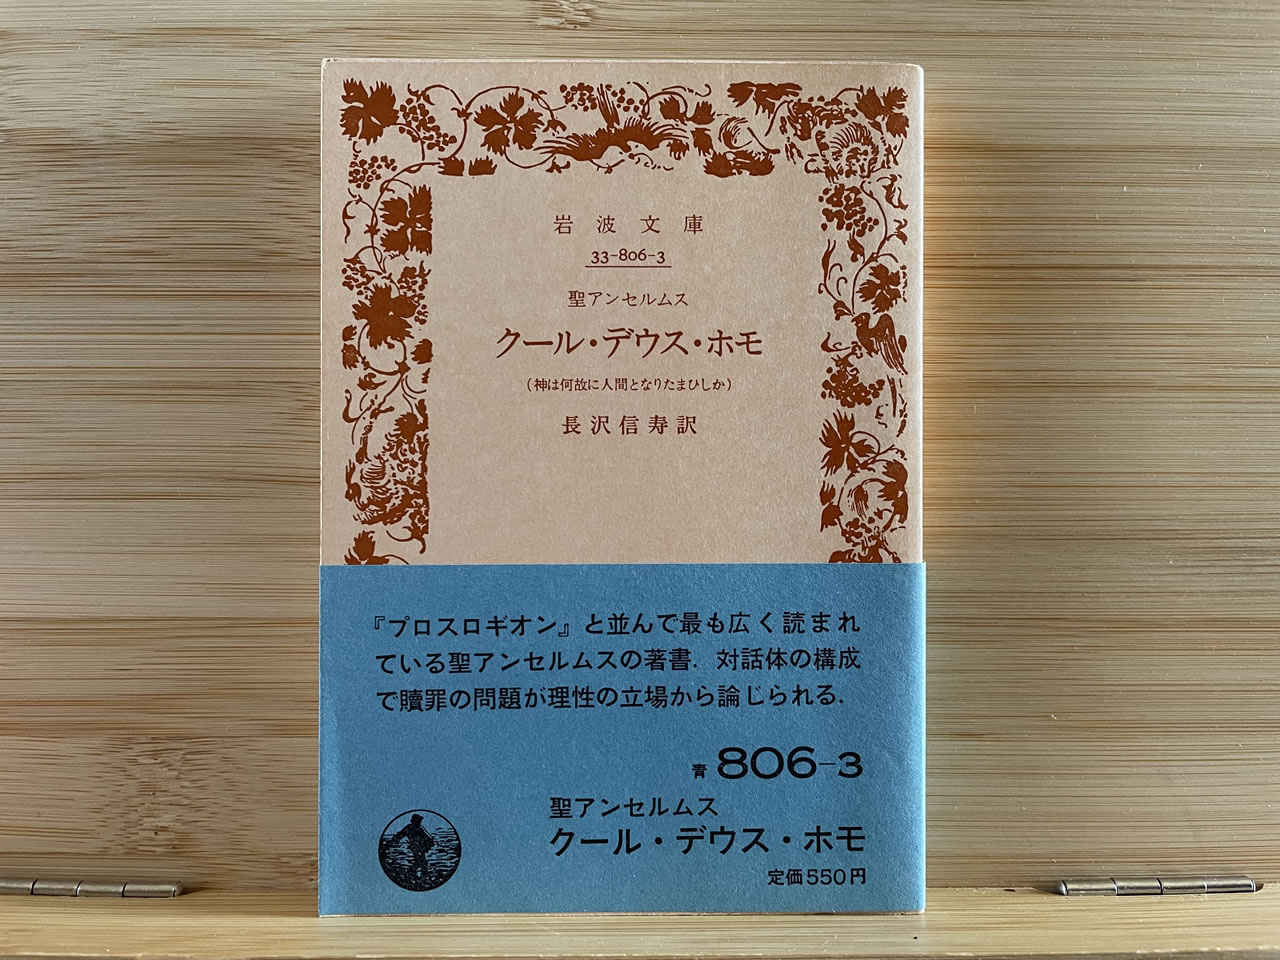 岩波文庫
33-806-3
聖アンセルムス
クール・デウス・ホモ
（神は何故に人間となりたまひしか）
長沢信寿訳
『プロスロギオン』と並んで最も広く読まれ
ている聖アンセルムスの著書．対話体の構成
で贖罪の問題が理性の立場から論じられる．
青 806-3
聖アンセルムス
クール・デウス・ホモ
定価550円